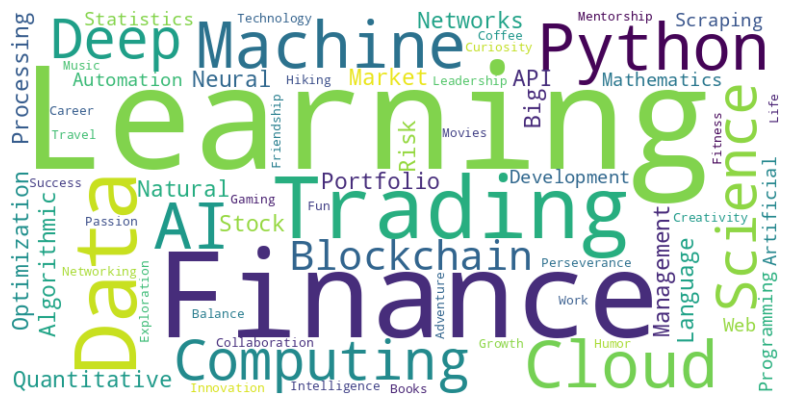 Statistics
Technology
Networks
Mentorship
Scraping
Deep
Machine
Coffee
Curiosity
Python
Processing
Music
Automation
Neural
Hiking
Market
Leadership
API
Mathematics
Learning
Career
Travel
Friendship
Risk
Movies
Big
Fitness
Life
Science
Success
Natural
Portfolio
Development
Artificial
Optimization
Algorithmic
Data
Passion
AI
Stock
Gaming
Fun
Trading
Creativity
Management
Language
Networking
Exploration
Blockchain
Perseverance
Finance
Balance
Adventure
Work
Web
Programming
Collaboration
Computing
Growth
Humor
Cloud
Quantitative
Innovation
Intelligence
Books